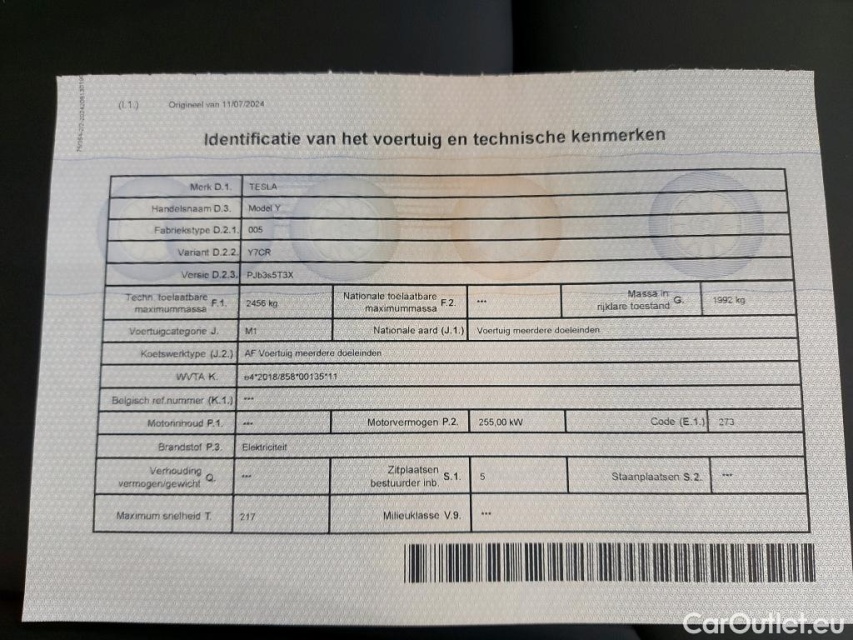 (I.1.) Origineel van 11/07/2024
Identificatie van het voertuig en technische kenmerken
Merk D.1. TESLA
Handelsnaam D.3. Model Y
Fabriekstype D.2.1. 005
Variant D.2.2. Y7CR
Versie D.2.3. PJb3s5T3X
Techn. toelaatbare maximummassa F.1. 2456 kg Nationale toelaatbare maximummassa F.2. *** Massa in rijklare toestand G. 1992 kg
Voertuigcategorie J. M1 Nationale aard (J.1.) Voertuig meerdere doeleinden
Koetswerktype (J.2.) AF Voertuig meerdere doeleinden
WVTA K. e4*2018/858*00135*11
Belgisch ref.nummer (K.1.) ***
Motorinhoud P.1. *** Motorvermogen P.2. 255,00 kW Code (E.1.) 273
Brandstof P.3. Elektriciteit
Verhouding vermogen/gewicht Q. *** Zitplaatsen bestuurder inb. S.1. 5 Staanplaatsen S.2. ***
Maximum snelheid T. 217 Milieuklasse V.9. ***
CarOutlet.eu